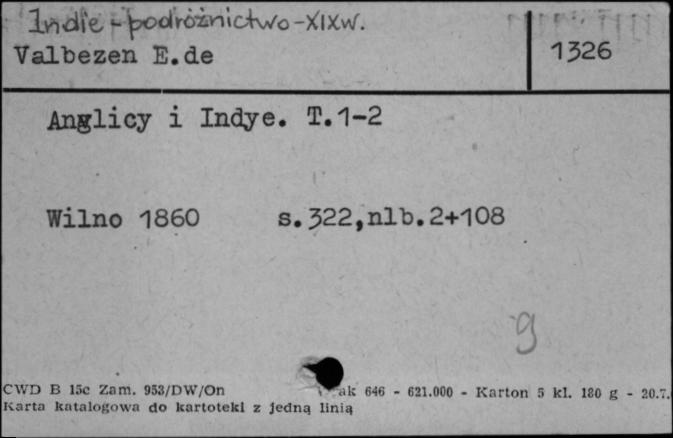 Indie - podróżnictwo - XIX w.
Valbezen E.de
1326
Anglicy i Indye. T.1-2
Wilno 1860 s.322,nlb.2+108
9
CWD B 15c Zam. 953/DW/On ak 646 - 621.000 - Karton 5 kl. 180 g - 20.7.
Karta katalogowa do kartoteki z jedną linią